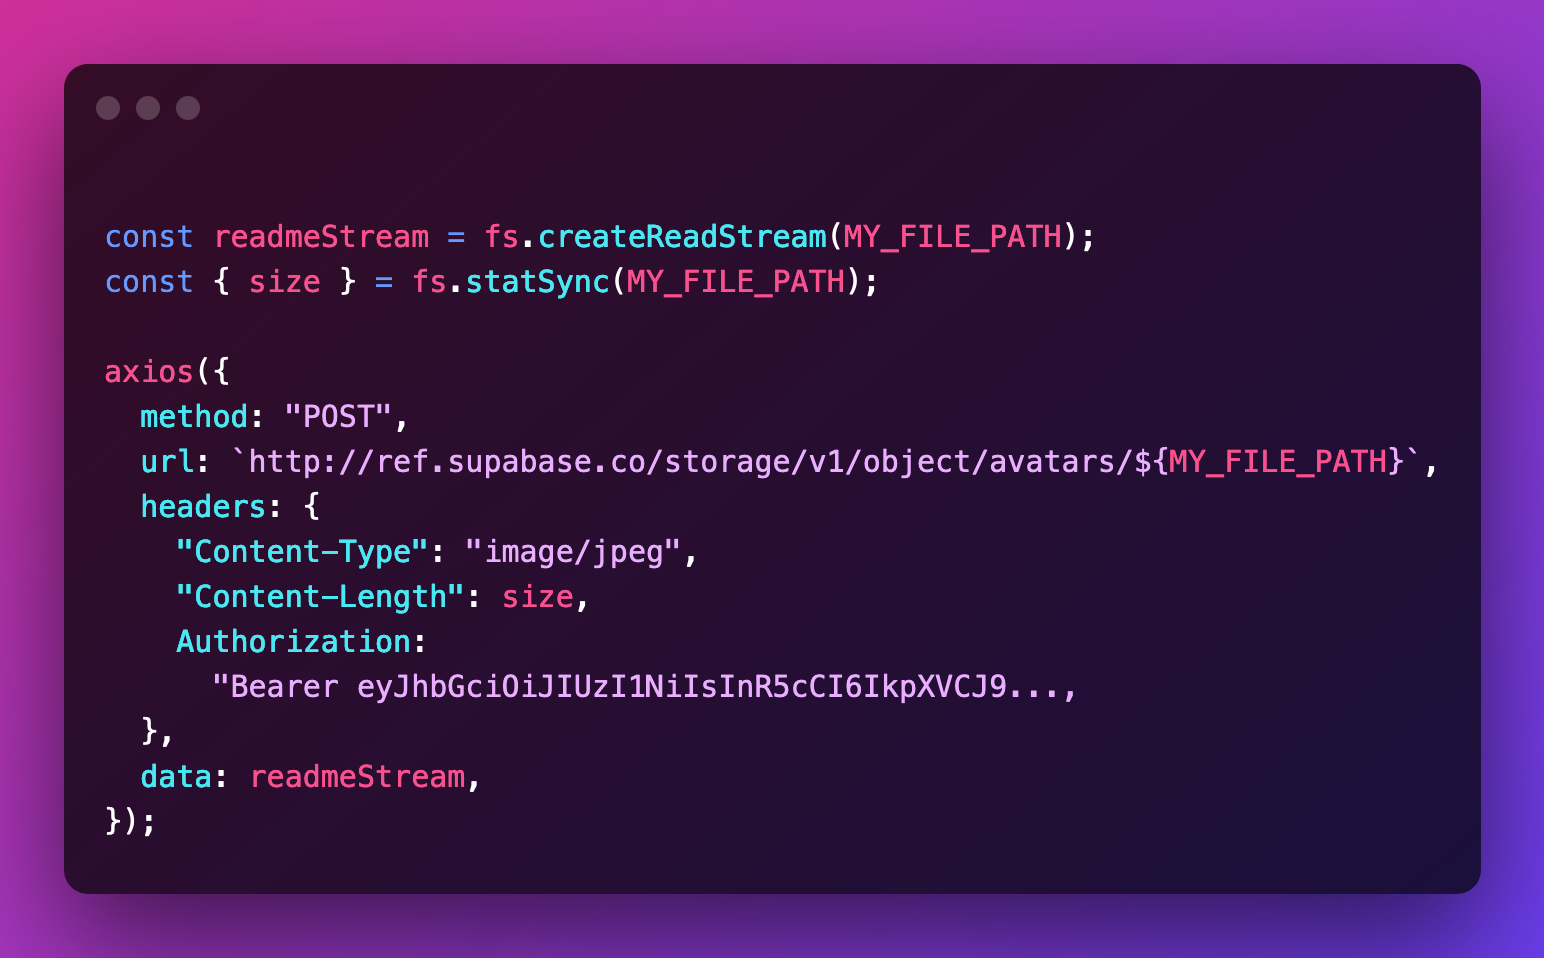 const readmeStream = fs.createReadStream(MY_FILE_PATH);
const { size } = fs.statSync(MY_FILE_PATH);

axios({
  method: "POST",
  url: `http://ref.supabase.co/storage/v1/object/avatars/${MY_FILE_PATH}`,
  headers: {
    "Content-Type": "image/jpeg",
    "Content-Length": size,
    Authorization:
      "Bearer eyJhbGciOiJIUzI1NiIsInR5cCI6IkpXVCJ9...,
  },
  data: readmeStream,
});